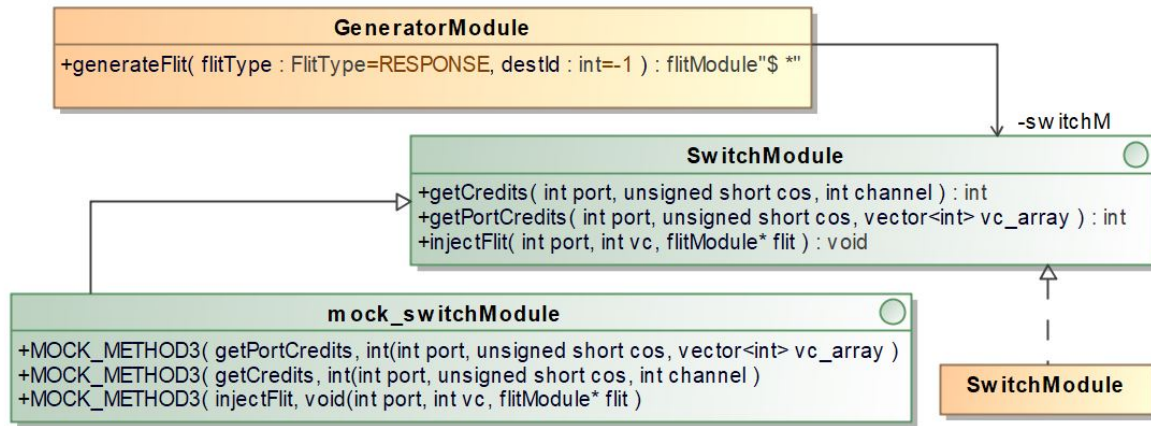 GeneratorModule
+generateFlit( flitType : FlitType=RESPONSE, destId : int=-1 ) : flitModule"$ *"
-switchM
SwitchModule
+getCredits( int port, unsigned short cos, int channel ) : int
+getPortCredits( int port, unsigned short cos, vector<int> vc_array ) : int
+injectFlit( int port, int vc, flitModule* flit ) : void
mock_switchModule
+MOCK_METHOD3( getPortCredits, int(int port, unsigned short cos, vector<int> vc_array )
+MOCK_METHOD3( getCredits, int(int port, unsigned short cos, int channel )
+MOCK_METHOD3( injectFlit, void(int port, int vc, flitModule* flit )
SwitchModule